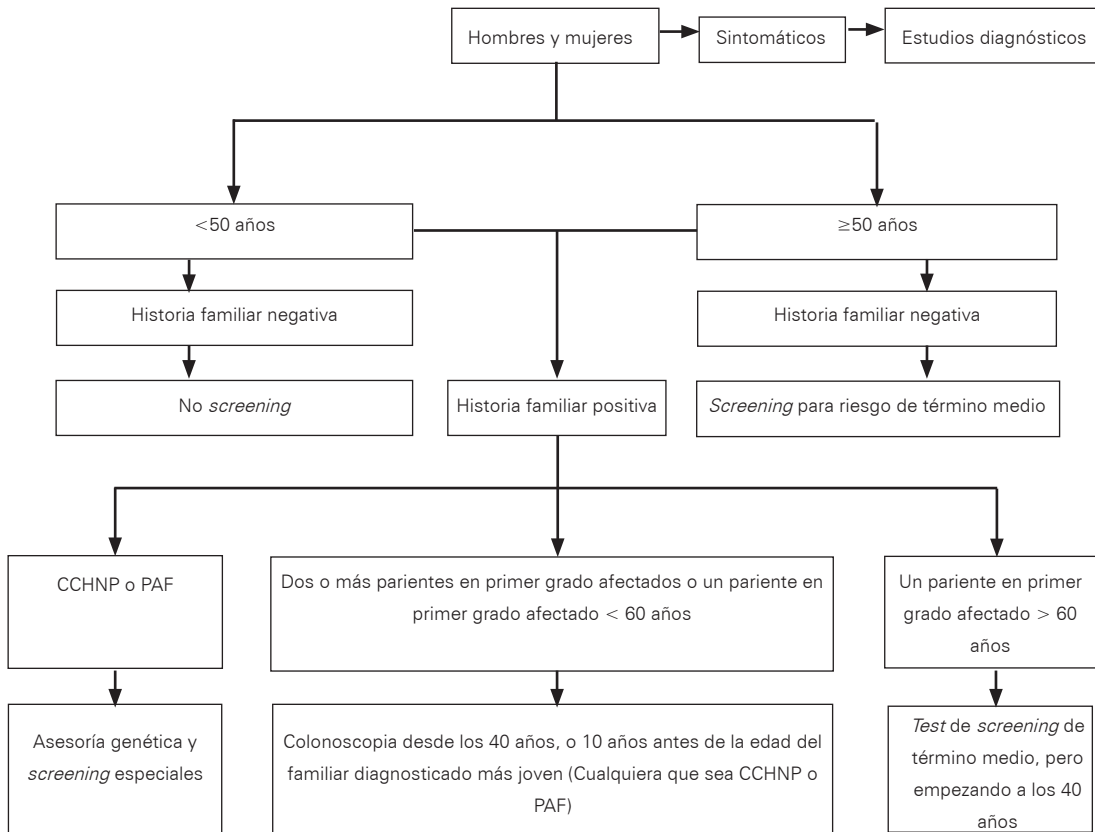 Hombres y mujeres
Sintomáticos
Estudios diagnósticos
<50 años
≥50 años
Historia familiar negativa
Historia familiar negativa
No screening
Historia familiar positiva
Screening para riesgo de término medio
CCHNP o PAF
Dos o más parientes en primer grado afectados o un pariente en
primer grado afectado < 60 años
Un pariente en primer
grado afectado > 60
años
Asesoría genética y
screening especiales
Colonoscopia desde los 40 años, o 10 años antes de la edad del
familiar diagnosticado más joven (Cualquiera que sea CCHNP o
PAF)
Test de screening de
término medio, pero
empezando a los 40
años